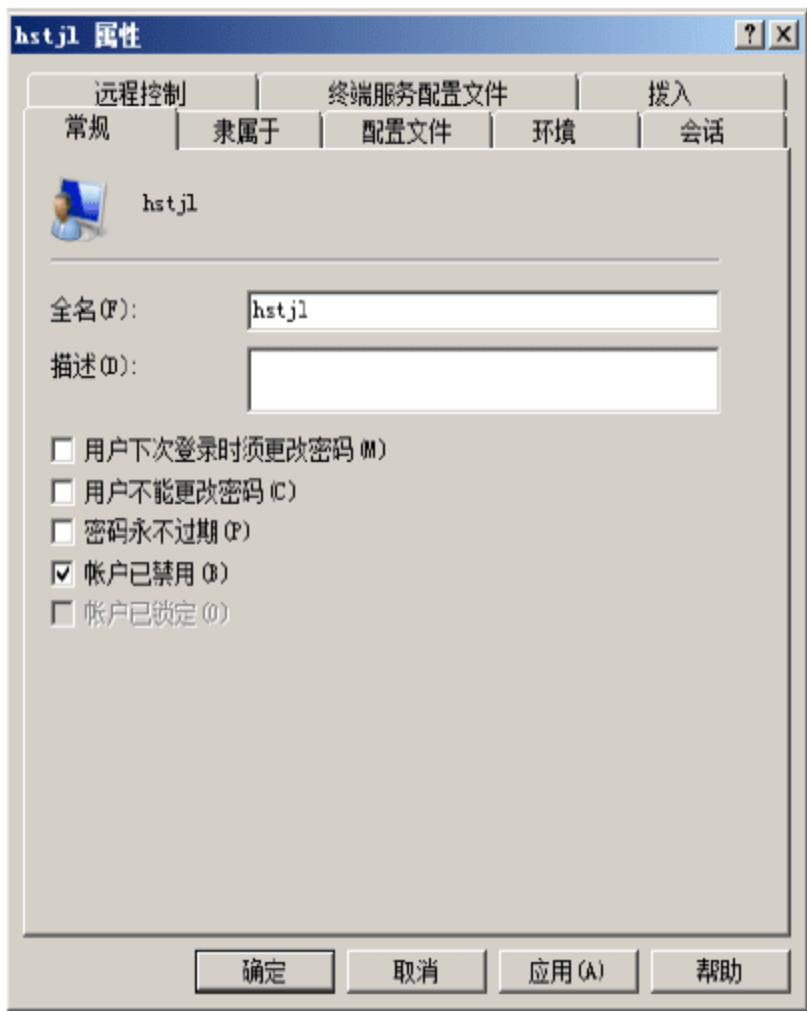 hstjl 属性
远程控制 终端服务配置文件 拨入
常规 隶属于 配置文件 环境 会话
hstjl
全名(F): hstjl
描述(D):
用户下次登录时须更改密码(M)
用户不能更改密码(C)
密码永不过期(P)
帐户已禁用(B)
帐户已锁定(O)
确定 取消 应用(A) 帮助